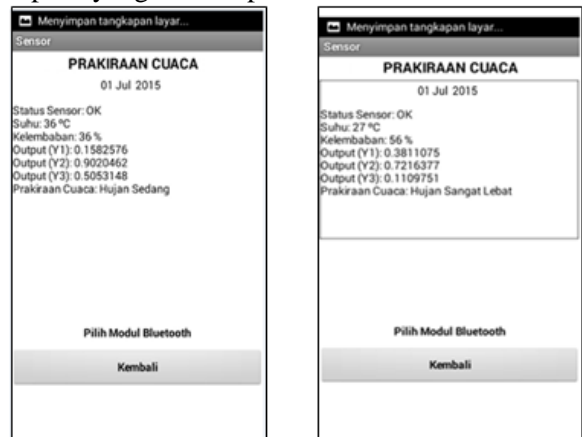 Menyimpan tangkapan layar...
Sensor
PRAKIRAAN CUACA
01 Jul 2015
Status Sensor: OK
Suhu: 36 ºC
Kelembaban: 36 %
Output (Y1): 0.1582576
Output (Y2): 0.9020462
Output (Y3): 0.5053148
Prakiraan Cuaca: Hujan Sedang
Pilih Modul Bluetooth
Kembali
Menyimpan tangkapan layar...
Sensor
PRAKIRAAN CUACA
01 Jul 2015
Status Sensor: OK
Suhu: 27 ºC
Kelembaban: 56 %
Output (Y1): 0.3811075
Output (Y2): 0.7216377
Output (Y3): 0.1109751
Prakiraan Cuaca: Hujan Sangat Lebat
Pilih Modul Bluetooth
Kembali